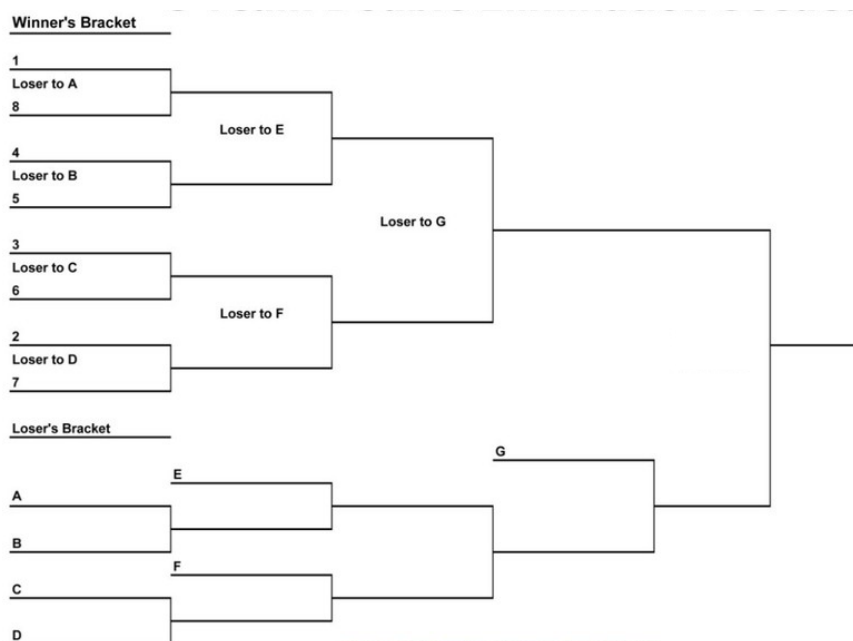 Winner's Bracket
1
Loser to A
8
Loser to E
4
Loser to B
5
Loser to G
3
Loser to C
6
Loser to F
2
Loser to D
7
Loser's Bracket
G
E
A
B
F
C
D